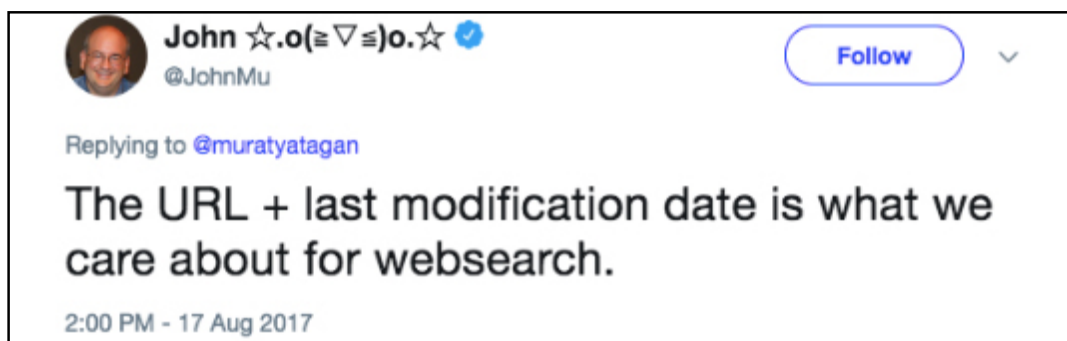 John ☆.o(≧▽≦)o.☆
@JohnMu
Follow
Replying to @muratyatagan
The URL + last modification date is what we
care about for websearch.
2:00 PM - 17 Aug 2017